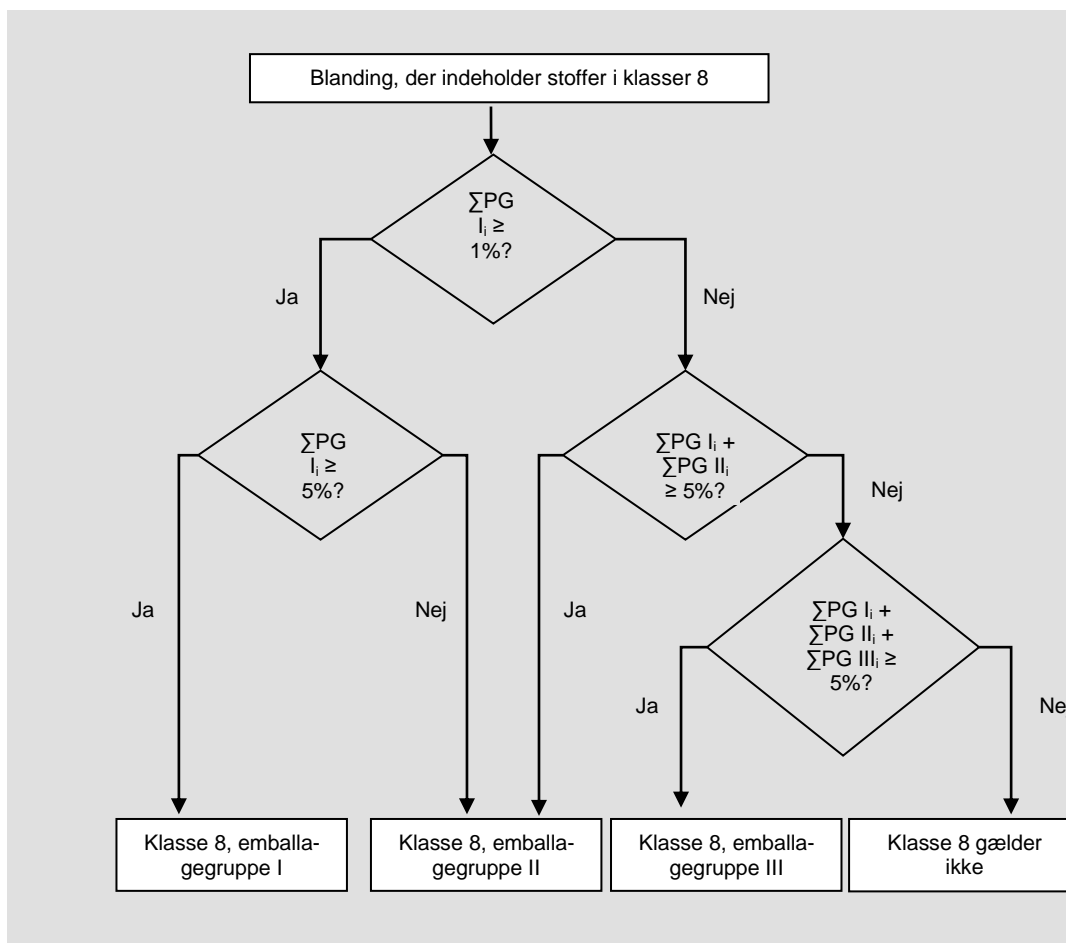 Blanding, der indeholder stoffer i klasser 8
∑PG
Iᵢ ≥
1%?
Ja
Nej
∑PG
Iᵢ ≥
5%?
∑PG Iᵢ +
∑PG IIᵢ
≥ 5%?
Nej
Ja
Nej
Ja
∑PG Iᵢ +
∑PG IIᵢ +
∑PG IIIᵢ ≥
5%?
Ja
Ne
Klasse 8, emballa-
gegruppe I
Klasse 8, emballa-
gegruppe II
Klasse 8, emballa-
gegruppe III
Klasse 8 gælder
ikke